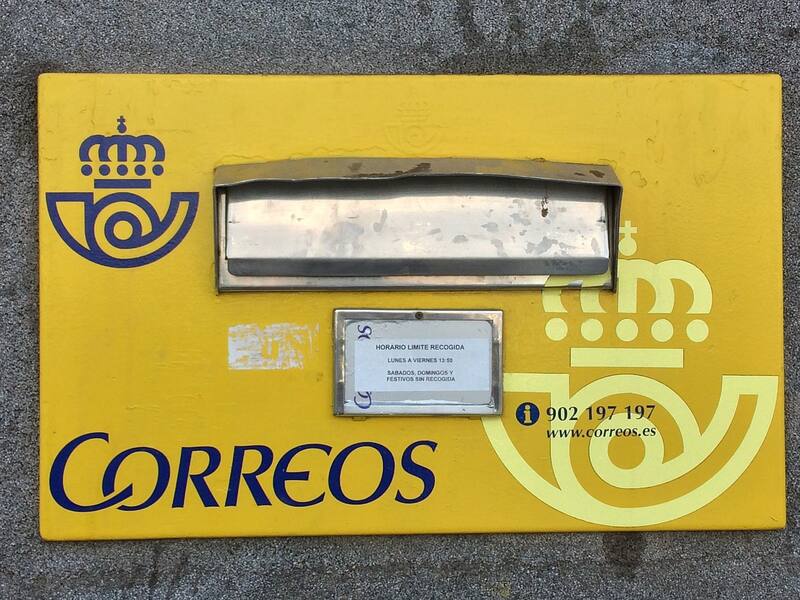 HORARIO LIMITE RECOGIDA
LUNES A VIERNES 13:50
SABADOS, DOMINGOS Y
FESTIVOS SIN RECOGIDA
i 902 197 197
www.correos.es
CORREOS